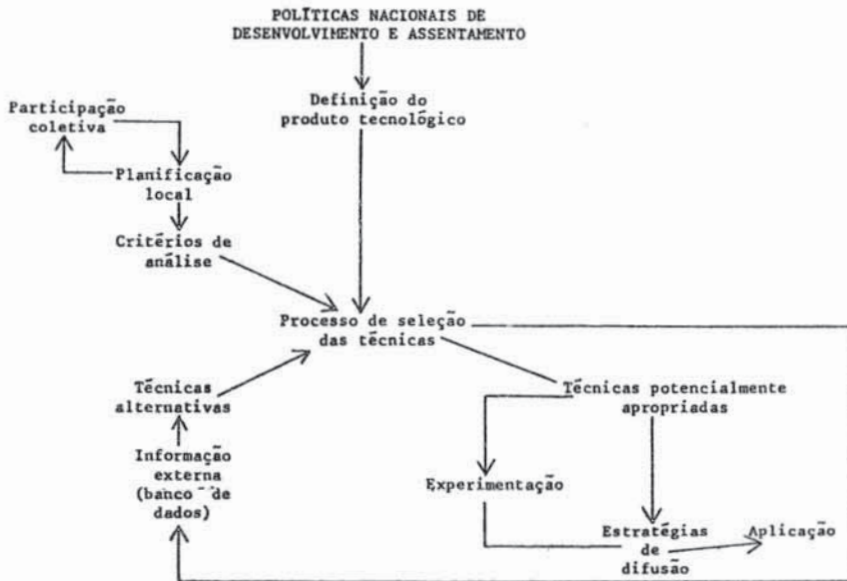 POLÍTICAS NACIONAIS DE
DESENVOLVIMENTO E ASSENTAMENTO
Definição do
produto tecnológico
Participação
coletiva
Planificação
local
Critérios de
análise
Processo de seleção
das técnicas
Técnicas
alternativas
Informação
externa
(banco de
dados)
Técnicas potencialmente
apropriadas
Experimentação
Estratégias
de
difusão
Aplicação